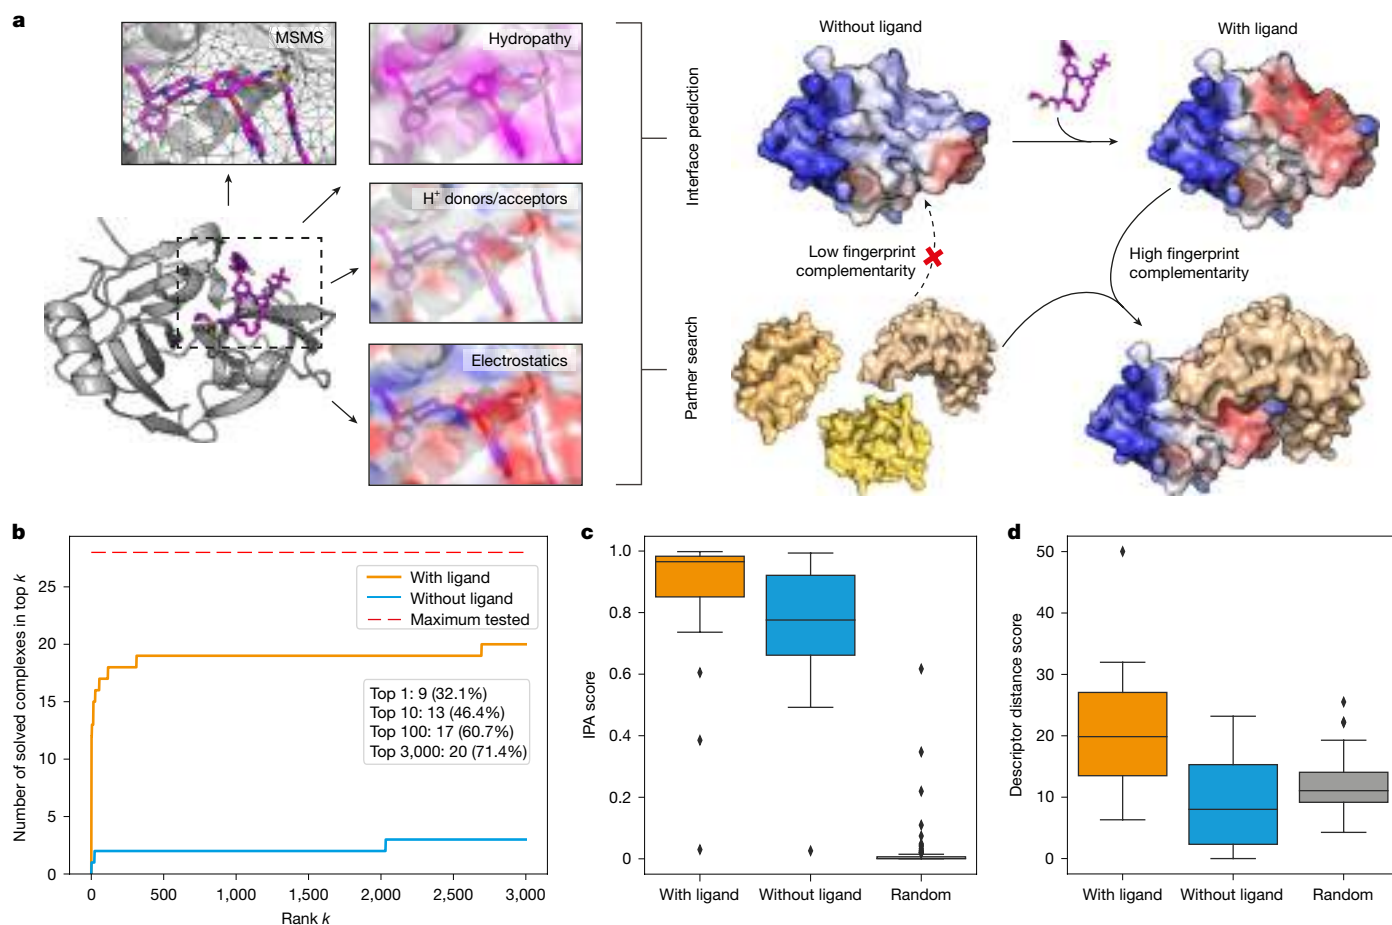 a
MSMS
Hydropathy
H⁺ donors/acceptors
Electrostatics
Interface prediction
Partner search
Without ligand
With ligand
Low fingerprint
complementarity
High fingerprint
complementarity
b
Number of solved complexes in top k
25
20
15
10
5
0
With ligand
Without ligand
Maximum tested
Top 1: 9 (32.1%)
Top 10: 13 (46.4%)
Top 100: 17 (60.7%)
Top 3,000: 20 (71.4%)
0 500 1,000 1,500 2,000 2,500 3,000
Rank k
c
IPA score
1.0
0.8
0.6
0.4
0.2
0
With ligand Without ligand Random
d
Descriptor distance score
50
40
30
20
10
0
With ligand Without ligand Random